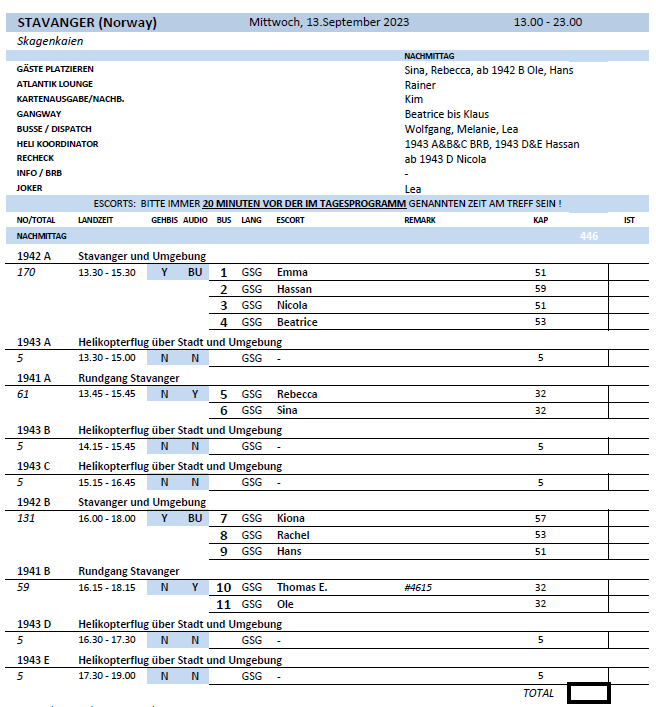 STAVANGER (Norway) Mittwoch, 13.September 2023 13.00 - 23.00
Skagenkaien
NACHMITTAG
GÄSTE PLATZIEREN Sina, Rebecca, ab 1942 B Ole, Hans
ATLANTIK LOUNGE Rainer
KARTENAUSGABE/NACHB. Kim
GANGWAY Beatrice bis Klaus
BUSSE / DISPATCH Wolfgang, Melanie, Lea
HELI KOORDINATOR 1943 A&B&C BRB, 1943 D&E Hassan
RECHECK ab 1943 D Nicola
INFO / BRB -
JOKER Lea
ESCORTS: BITTE IMMER 20 MINUTEN VOR DER IM TAGESPROGRAMM GENANNTEN ZEIT AM TREFF SEIN !
NO/TOTAL LANDZEIT GEHBIS AUDIO BUS LANG ESCORT REMARK KAP IST
NACHMITTAG 446
1942 A Stavanger und Umgebung
170 13.30 - 15.30 Y BU 1 GSG Emma 51
2 GSG Hassan 59
3 GSG Nicola 51
4 GSG Beatrice 53
1943 A Helikopterflug über Stadt und Umgebung
5 13.30 - 15.00 N N GSG - 5
1941 A Rundgang Stavanger
61 13.45 - 15.45 N Y 5 GSG Rebecca 32
6 GSG Sina 32
1943 B Helikopterflug über Stadt und Umgebung
5 14.15 - 15.45 N N GSG - 5
1943 C Helikopterflug über Stadt und Umgebung
5 15.15 - 16.45 N N GSG - 5
1942 B Stavanger und Umgebung
131 16.00 - 18.00 Y BU 7 GSG Kiona 57
8 GSG Rachel 53
9 GSG Hans 51
1941 B Rundgang Stavanger
59 16.15 - 18.15 N Y 10 GSG Thomas E. #4615 32
11 GSG Ole 32
1943 D Helikopterflug über Stadt und Umgebung
5 16.30 - 17.30 N N GSG - 5
1943 E Helikopterflug über Stadt und Umgebung
5 17.30 - 19.00 N N GSG - 5
TOTAL